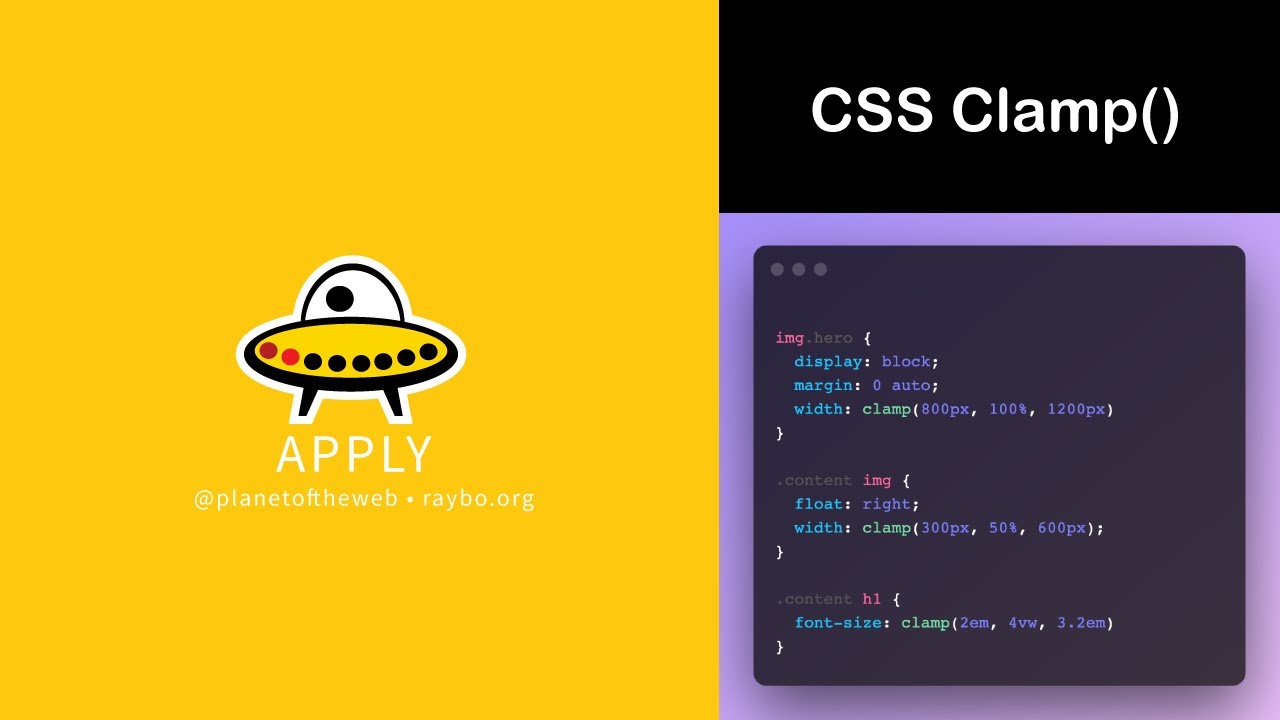 APPLY
@planetoftheweb • raybo.org
CSS Clamp()
img.hero {
  display: block;
  margin: 0 auto;
  width: clamp(800px, 100%, 1200px)
}
.content img {
  float: right;
  width: clamp(300px, 50%, 600px);
}
.content h1 {
  font-size: clamp(2em, 4vw, 3.2em)
}